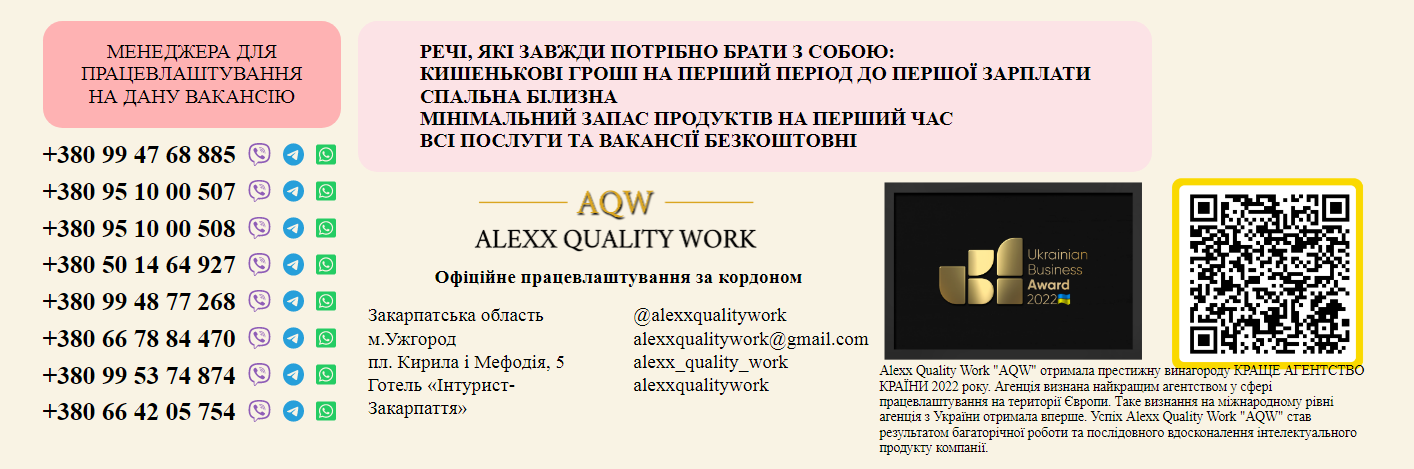 МЕНЕДЖЕРА ДЛЯ
ПРАЦЕВЛАШТУВАННЯ
НА ДАНУ ВАКАНСІЮ
+380 99 47 68 885
+380 95 10 00 507
+380 95 10 00 508
+380 50 14 64 927
+380 99 48 77 268
+380 66 78 84 470
+380 99 53 74 874
+380 66 42 05 754
РЕЧІ, ЯКІ ЗАВЖДИ ПОТРІБНО БРАТИ З СОБОЮ:
КИШЕНЬКОВІ ГРОШІ НА ПЕРШИЙ ПЕРІОД ДО ПЕРШОЇ ЗАРПЛАТИ
СПАЛЬНА БІЛИЗНА
МІНІМАЛЬНИЙ ЗАПАС ПРОДУКТІВ НА ПЕРШИЙ ЧАС
ВСІ ПОСЛУГИ ТА ВАКАНСІЇ БЕЗКОШТОВНІ
AQW
ALEXX QUALITY WORK
Офіційне працевлаштування за кордоном
Закарпатська область
м.Ужгород
пл. Кирила і Мефодія, 5
Готель «Інтурист-
Закарпаття»
@alexxqualitywork
alexxqualitywork@gmail.com
alexx_quality_work
alexxqualitywork
Ukrainian
Business
Award
2022
Alexx Quality Work "AQW" отримала престижну винагороду КРАЩЕ АГЕНТСТВО
КРАЇНИ 2022 року. Агенція визнана найкращим агентством у сфері
працевлаштування на території Європи. Таке визнання на міжнародному рівні
агенція з України отримала вперше. Успіх Alexx Quality Work "AQW" став
результатом багаторічної роботи та послідовного вдосконалення інтелектуального
продукту компанії.